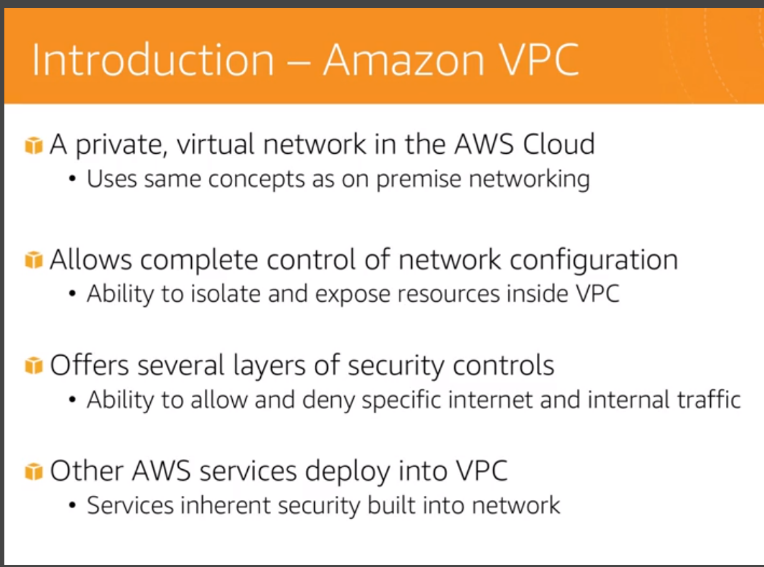 Introduction – Amazon VPC
A private, virtual network in the AWS Cloud
• Uses same concepts as on premise networking
Allows complete control of network configuration
• Ability to isolate and expose resources inside VPC
Offers several layers of security controls
• Ability to allow and deny specific internet and internal traffic
Other AWS services deploy into VPC
• Services inherent security built into network